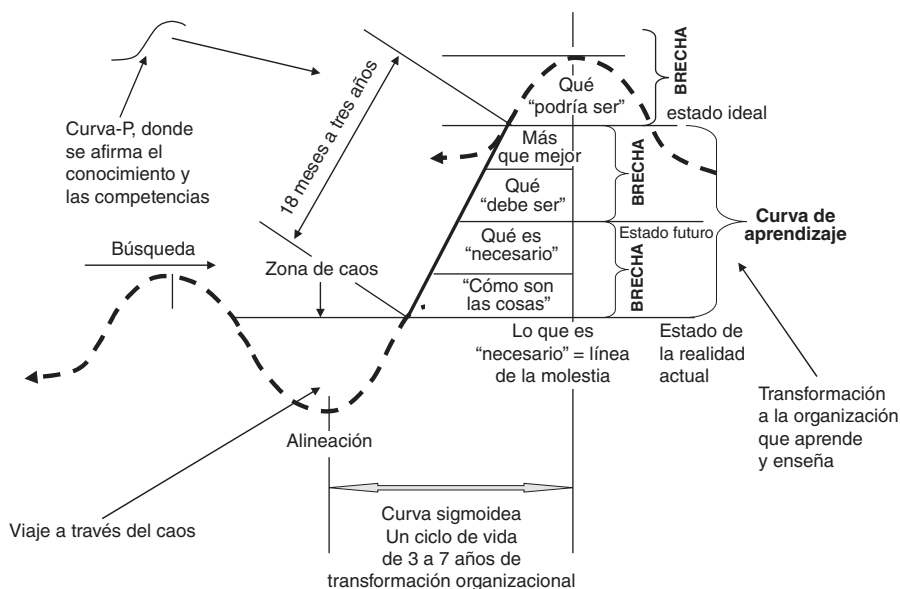 Curva-P, donde
se afirma el
conocimiento y
las competencias
18 meses a tres años
Qué
“podría ser”
BRECHA
estado ideal
Más
que mejor
Qué
“debe ser”
BRECHA
Estado futuro
Curva de
aprendizaje
Búsqueda
Zona de caos
Qué es
“necesario”
“Cómo son
las cosas”
BRECHA
Lo que es
“necesario” = línea
de la molestia
Estado de
la realidad
actual
Transformación
a la organización
que aprende
y enseña
Alineación
Viaje a través del caos
Curva sigmoidea
Un ciclo de vida
de 3 a 7 años de
transformación organizacional